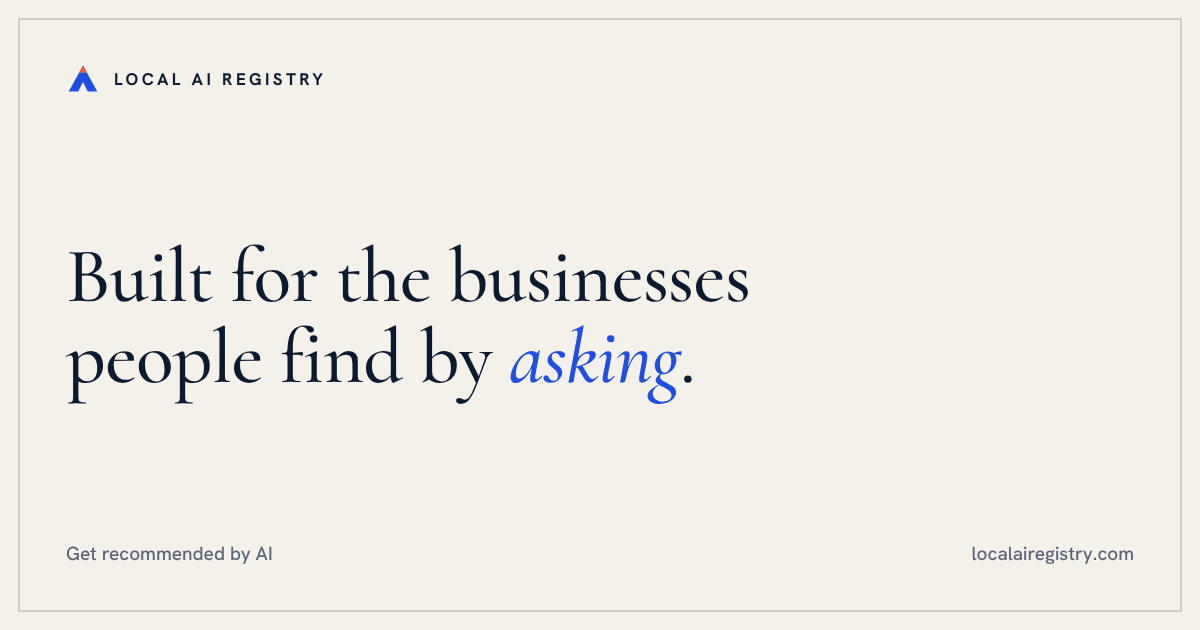 LOCAL AI REGISTRY
Built for the businesses
people find by asking.
Get recommended by AI
localairegistry.com